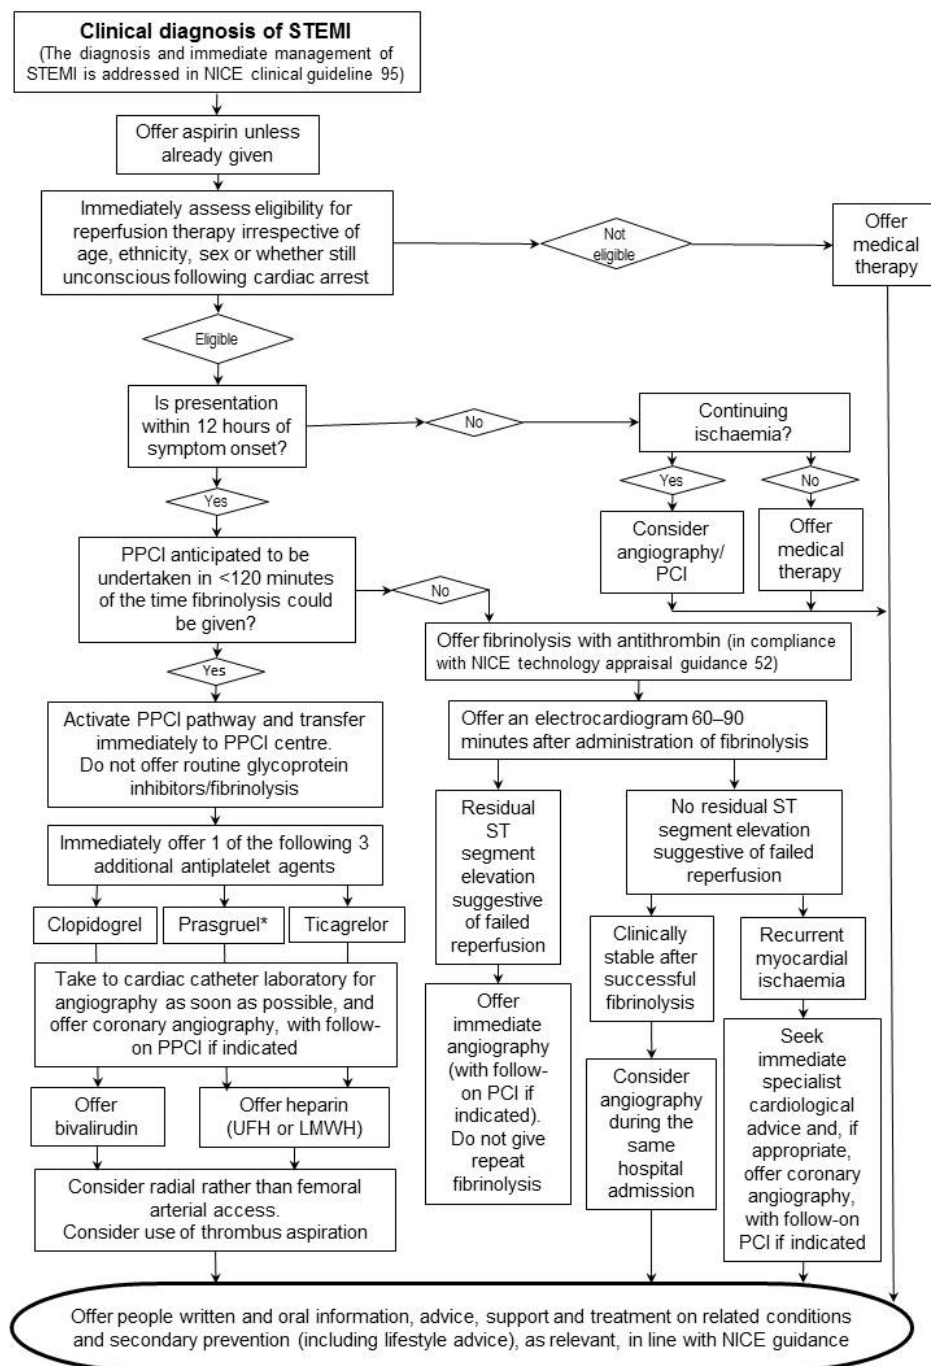 Clinical diagnosis of STEMI
(The diagnosis and immediate management of
STEMI is addressed in NICE clinical guideline 95)
Offer aspirin unless
already given
Immediately assess eligibility for
reperfusion therapy irrespective of
age, ethnicity, sex or whether still
unconscious following cardiac arrest
Not
eligible
Offer
medical
therapy
Eligible
Is presentation
within 12 hours of
symptom onset?
No
Continuing
ischaemia?
Yes
Yes
No
Consider
angiography/
PCI
Offer
medical
therapy
PPCI anticipated to be
undertaken in <120 minutes
of the time fibrinolysis could
be given?
No
Offer fibrinolysis with antithrombin (in compliance
with NICE technology appraisal guidance 52)
Yes
Activate PPCI pathway and transfer
immediately to PPCI centre.
Do not offer routine glycoprotein
inhibitors/fibrinolysis
Offer an electrocardiogram 60–90
minutes after administration of fibrinolysis
Immediately offer 1 of the following 3
additional antiplatelet agents
Clopidogrel
Prasgruel*
Ticagrelor
Take to cardiac catheter laboratory for
angiography as soon as possible, and
offer coronary angiography, with follow-
on PPCI if indicated
Offer
bivalirudin
Offer heparin
(UFH or LMWH)
Consider radial rather than femoral
arterial access.
Consider use of thrombus aspiration
Residual
ST
segment
elevation
suggestive
of failed
reperfusion
Offer
immediate
angiography
(with follow-
on PCI if
indicated).
Do not give
repeat
fibrinolysis
No residual ST
segment elevation
suggestive of failed
reperfusion
Clinically
stable after
successful
fibrinolysis
Consider
angiography
during the
same
hospital
admission
Recurrent
myocardial
ischaemia
Seek
immediate
specialist
cardiological
advice and, if
appropriate,
offer coronary
angiography,
with follow-on
PCI if indicated
Offer people written and oral information, advice, support and treatment on related conditions
and secondary prevention (including lifestyle advice), as relevant, in line with NICE guidance